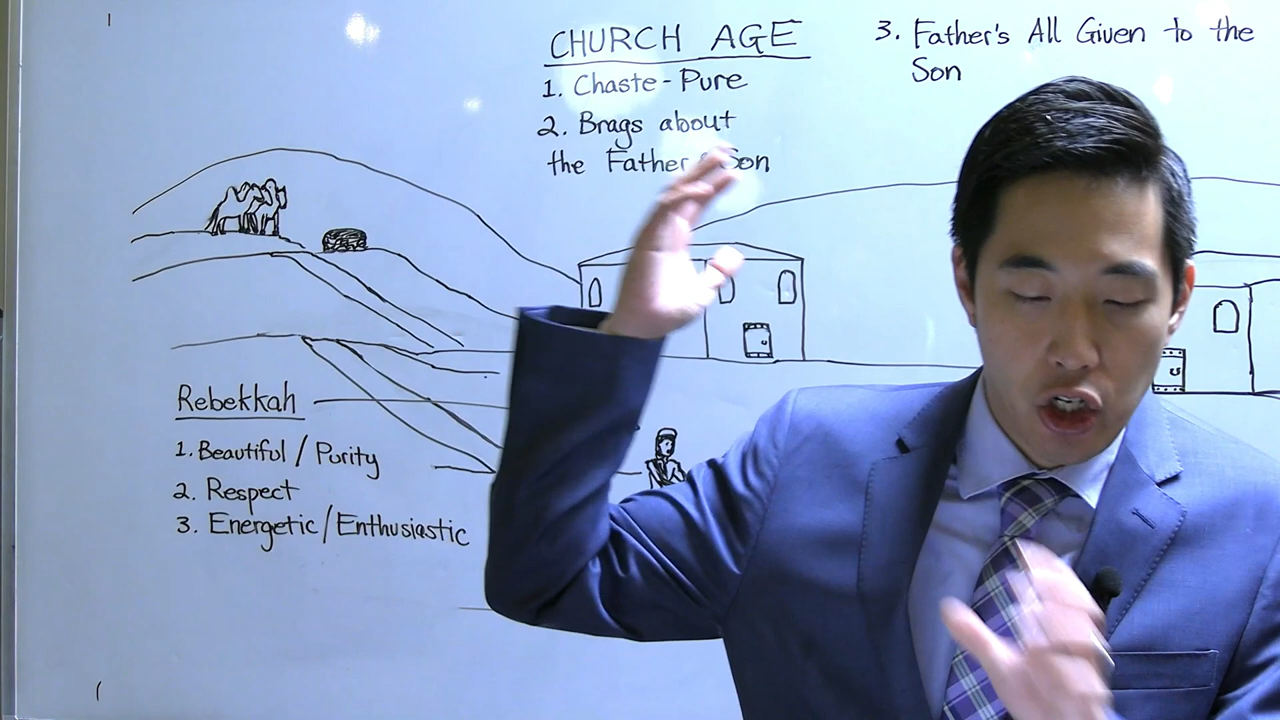 CHURCH AGE
1. Chaste-Pure
2. Brags about
the Father & Son
3. Father's All Given to the
Son
Rebekkah
1. Beautiful / Purity
2. Respect
3. Energetic/Enthusiastic